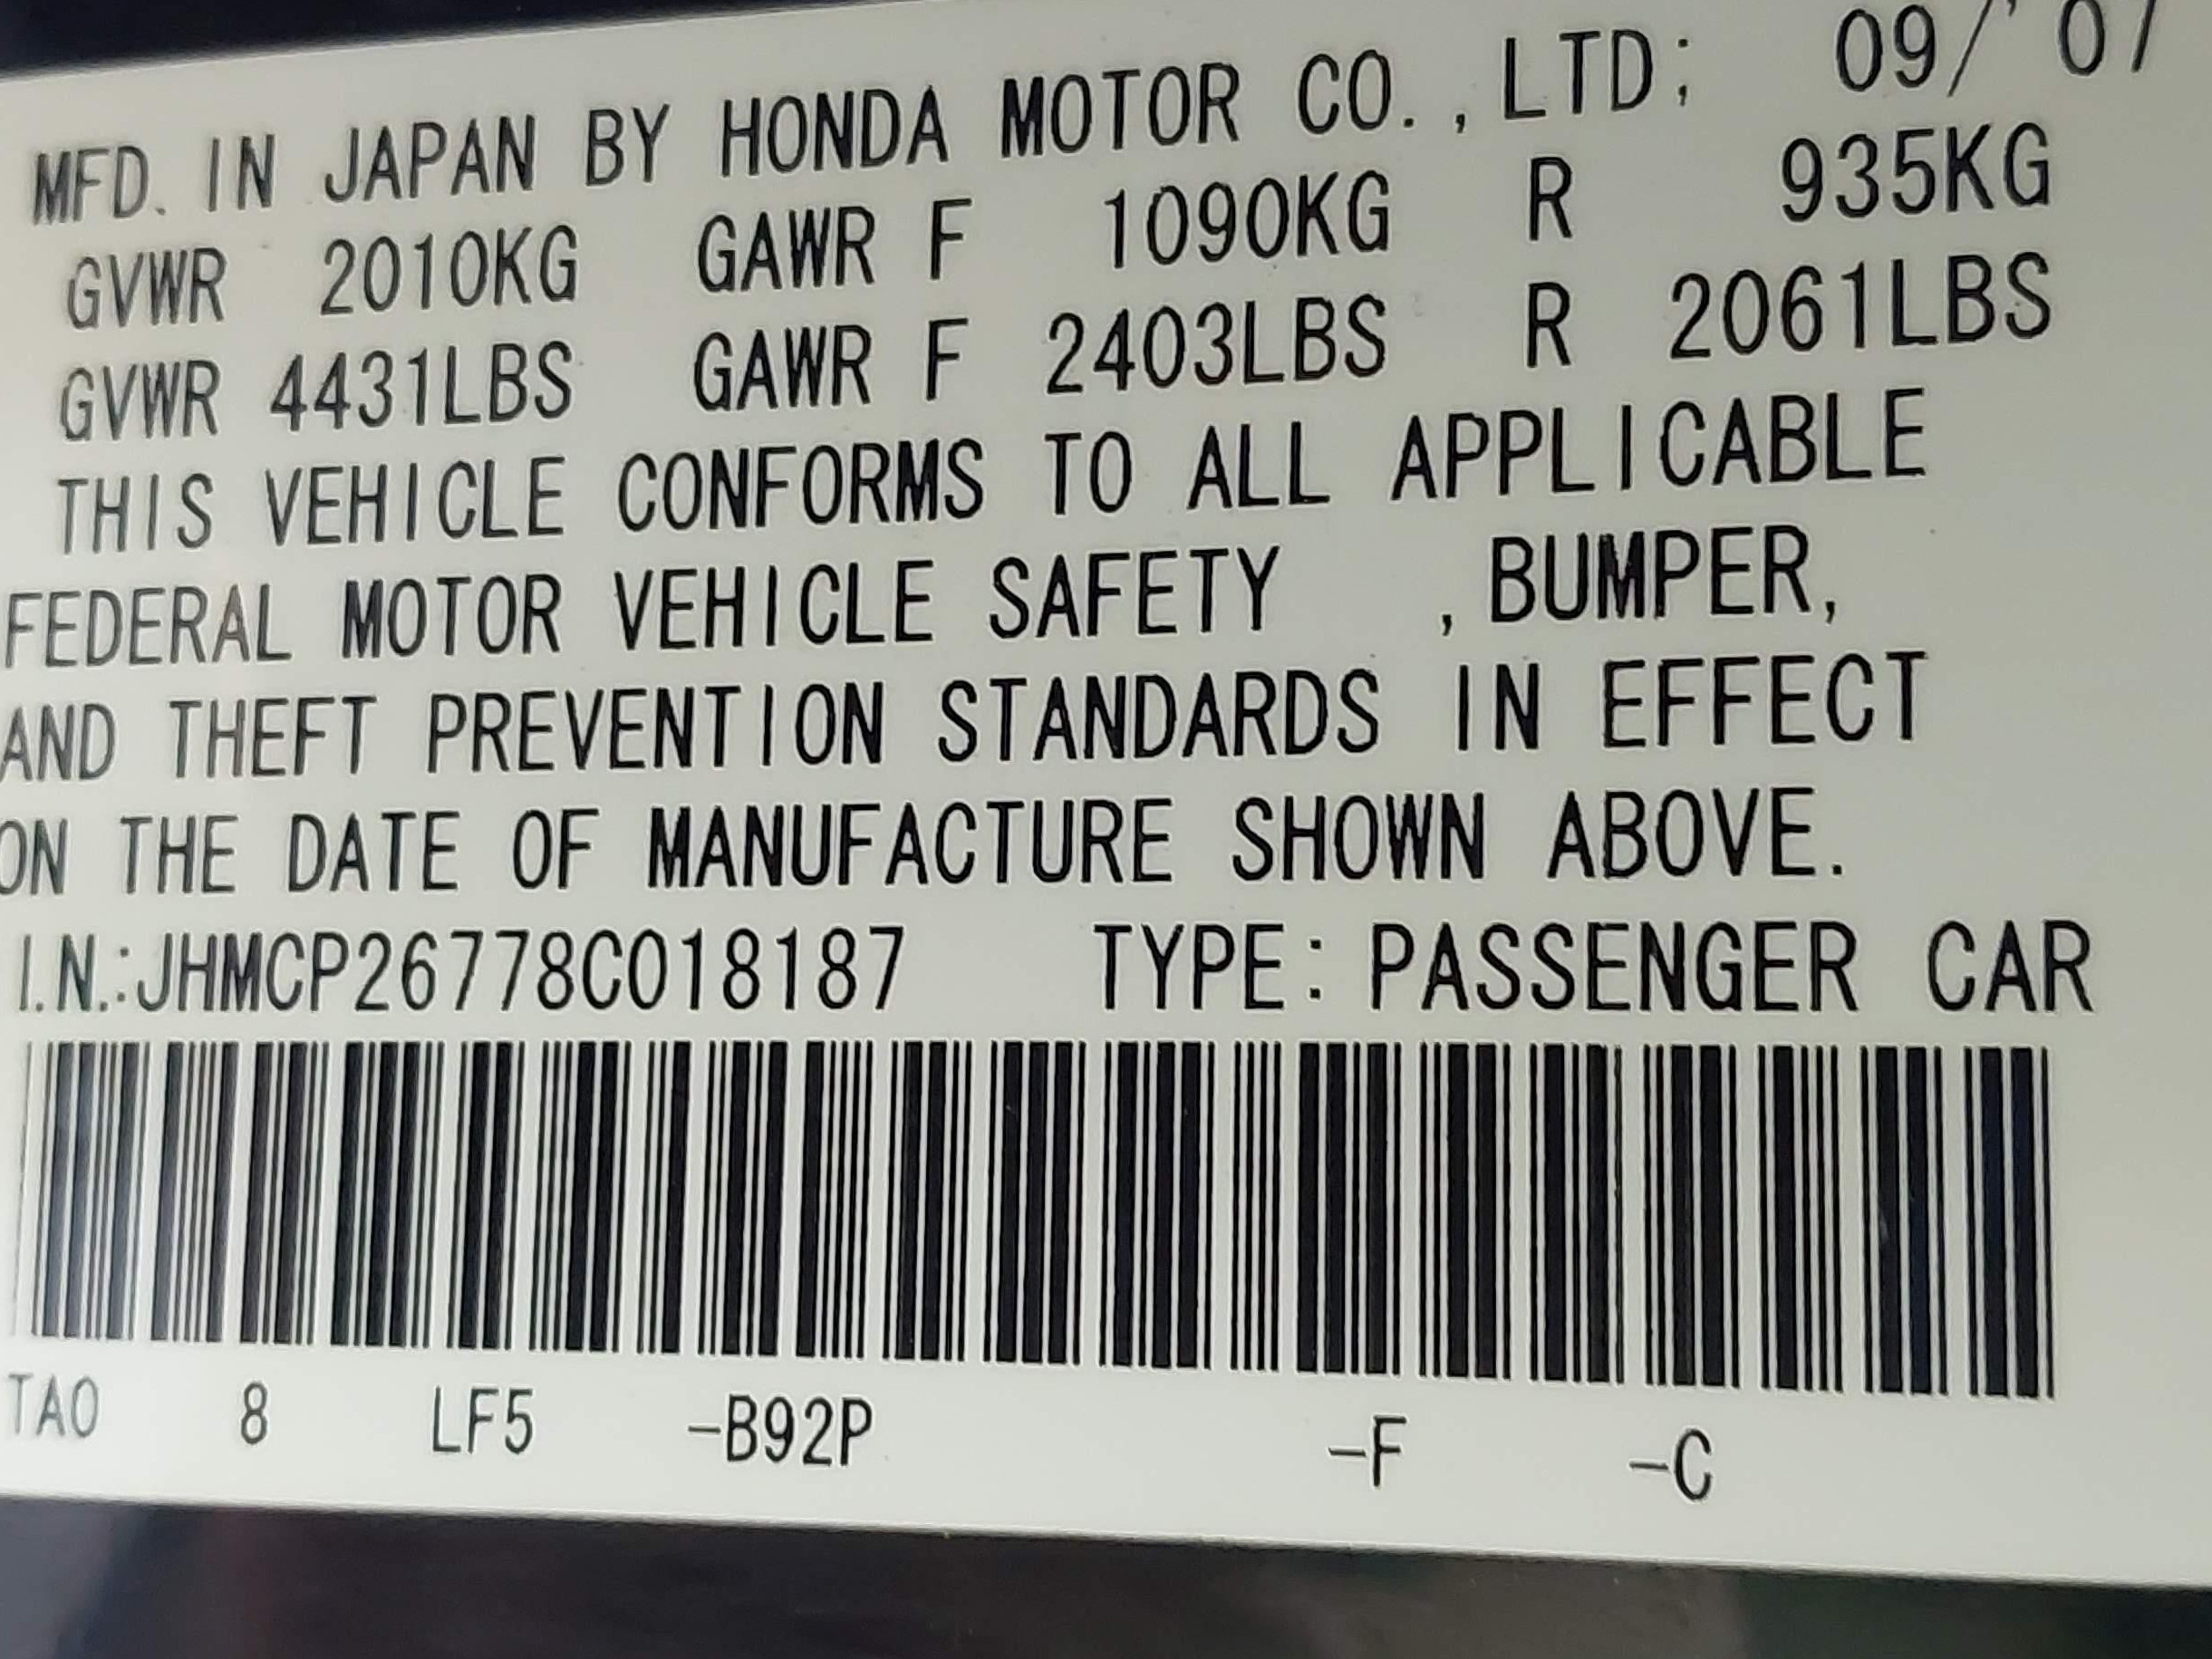 MFD. IN JAPAN BY HONDA MOTOR CO.,LTD; 09/'07
GVWR 2010KG GAWR F 1090KG R 935KG
GVWR 4431LBS GAWR F 2403LBS R 2061LBS
THIS VEHICLE CONFORMS TO ALL APPLICABLE
FEDERAL MOTOR VEHICLE SAFETY ,BUMPER,
AND THEFT PREVENTION STANDARDS IN EFFECT
ON THE DATE OF MANUFACTURE SHOWN ABOVE.
I.N.:JHMCP26778C018187 TYPE: PASSENGER CAR
TA0 8 LF5 -B92P -F -C